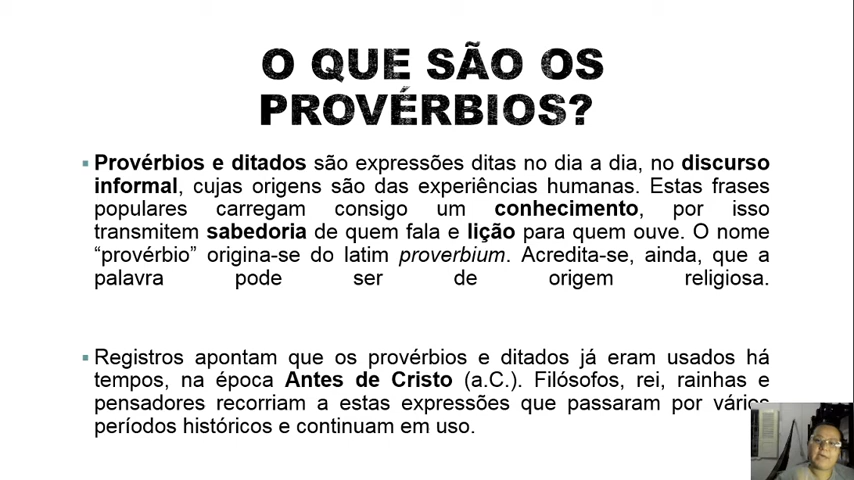 O QUE SÃO OS
PROVÉRBIOS?
Provérbios e ditados são expressões ditas no dia a dia, no discurso
informal, cujas origens são das experiências humanas. Estas frases
populares carregam consigo um conhecimento, por isso
transmitem sabedoria de quem fala e lição para quem ouve. O nome
“provérbio” origina-se do latim proverbium. Acredita-se, ainda, que a
palavra pode ser de origem religiosa.
Registros apontam que os provérbios e ditados já eram usados há
tempos, na época Antes de Cristo (a.C.). Filósofos, rei, rainhas e
pensadores recorriam a estas expressões que passaram por vários
períodos históricos e continuam em uso.